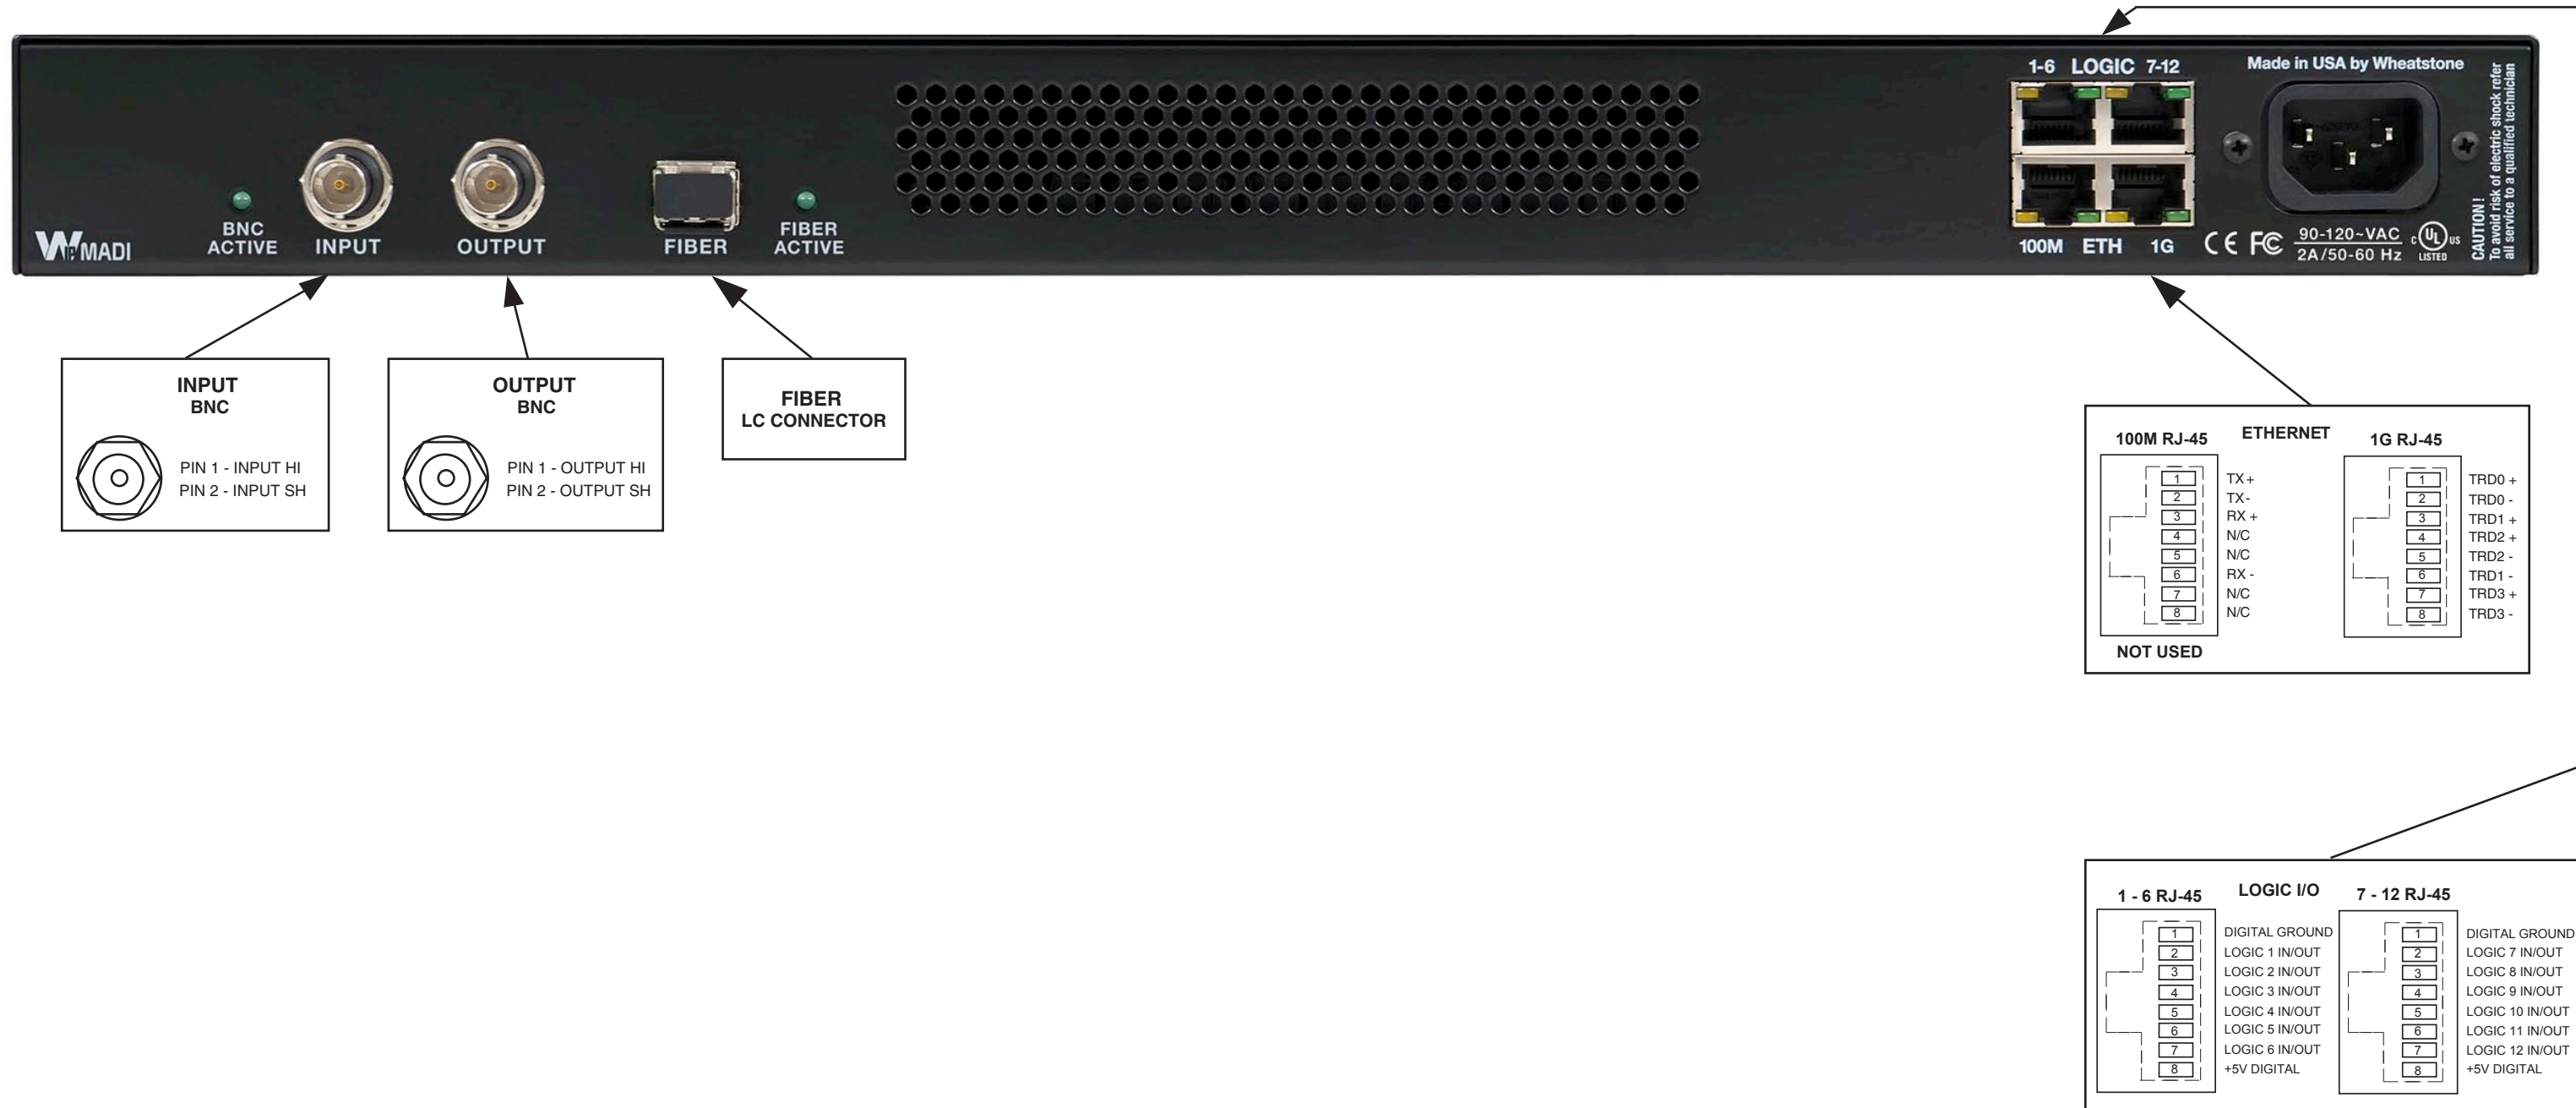 1-6 LOGIC 7-12
Made in USA by Wheatstone
CAUTION!
To avoid risk of electric shock refer
all service to a qualified technician
W IP MADI
BNC
ACTIVE
INPUT
OUTPUT
FIBER
FIBER
ACTIVE
100M ETH 1G
CE FC
90-120~VAC
2A/50-60 Hz
c UL us
LISTED
INPUT
BNC
PIN 1 - INPUT HI
PIN 2 - INPUT SH
OUTPUT
BNC
PIN 1 - OUTPUT HI
PIN 2 - OUTPUT SH
FIBER
LC CONNECTOR
ETHERNET
100M RJ-45
1 TX+
2 TX-
3 RX +
4 N/C
5 N/C
6 RX -
7 N/C
8 N/C
NOT USED
1G RJ-45
1 TRD0 +
2 TRD0 -
3 TRD1 +
4 TRD2 +
5 TRD2 -
6 TRD1 -
7 TRD3 +
8 TRD3 -
LOGIC I/O
1 - 6 RJ-45
1 DIGITAL GROUND
2 LOGIC 1 IN/OUT
3 LOGIC 2 IN/OUT
4 LOGIC 3 IN/OUT
5 LOGIC 4 IN/OUT
6 LOGIC 5 IN/OUT
7 LOGIC 6 IN/OUT
8 +5V DIGITAL
7 - 12 RJ-45
1 DIGITAL GROUND
2 LOGIC 7 IN/OUT
3 LOGIC 8 IN/OUT
4 LOGIC 9 IN/OUT
5 LOGIC 10 IN/OUT
6 LOGIC 11 IN/OUT
7 LOGIC 12 IN/OUT
8 +5V DIGITAL